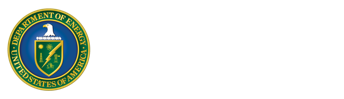 DEPARTMENT OF ENERGY
UNITED STATES OF AMERICA